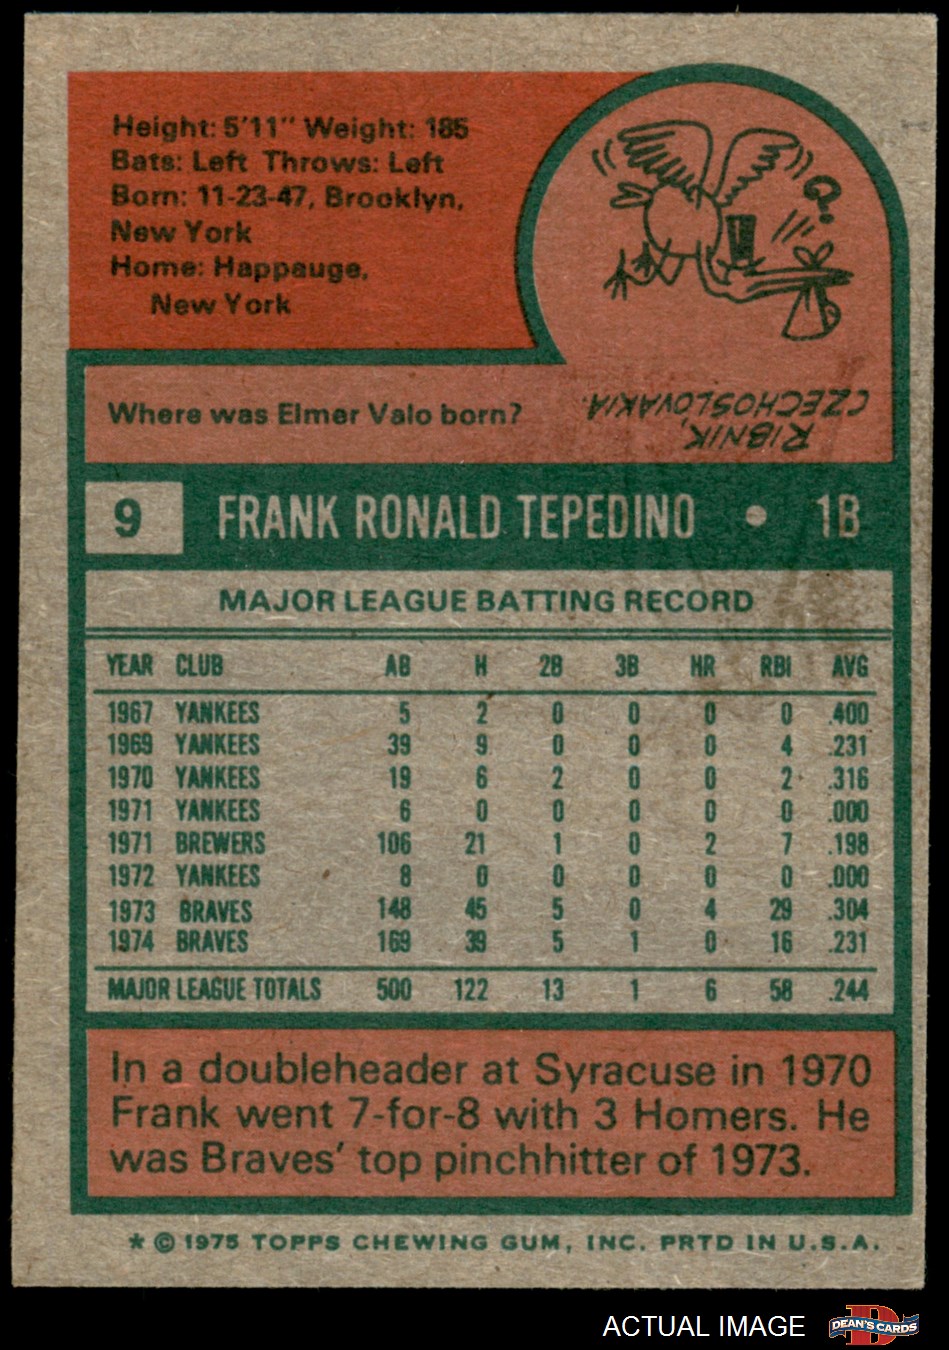 Height: 5'11" Weight: 185
Bats: Left Throws: Left
Born: 11-23-47, Brooklyn,
New York
Home: Happauge,
New York
Where was Elmer Valo born?
RIBNIK,
CZECHOSLOVAKIA.
9 FRANK RONALD TEPEDINO • 1B
MAJOR LEAGUE BATTING RECORD
YEAR CLUB AB H 2B 3B HR RBI AVG
1967 YANKEES 5 2 0 0 0 0 .400
1969 YANKEES 39 9 0 0 0 4 .231
1970 YANKEES 19 6 2 0 0 2 .316
1971 YANKEES 6 0 0 0 0 0 .000
1971 BREWERS 106 21 1 0 2 7 .198
1972 YANKEES 8 0 0 0 0 0 .000
1973 BRAVES 148 45 5 0 4 29 .304
1974 BRAVES 169 39 5 1 0 16 .231
MAJOR LEAGUE TOTALS 500 122 13 1 6 58 .244
In a doubleheader at Syracuse in 1970
Frank went 7-for-8 with 3 Homers. He
was Braves' top pinchhitter of 1973.
* © 1975 TOPPS CHEWING GUM, INC. PRTD IN U.S.A.
ACTUAL IMAGE
D
DEAN'S CARDS